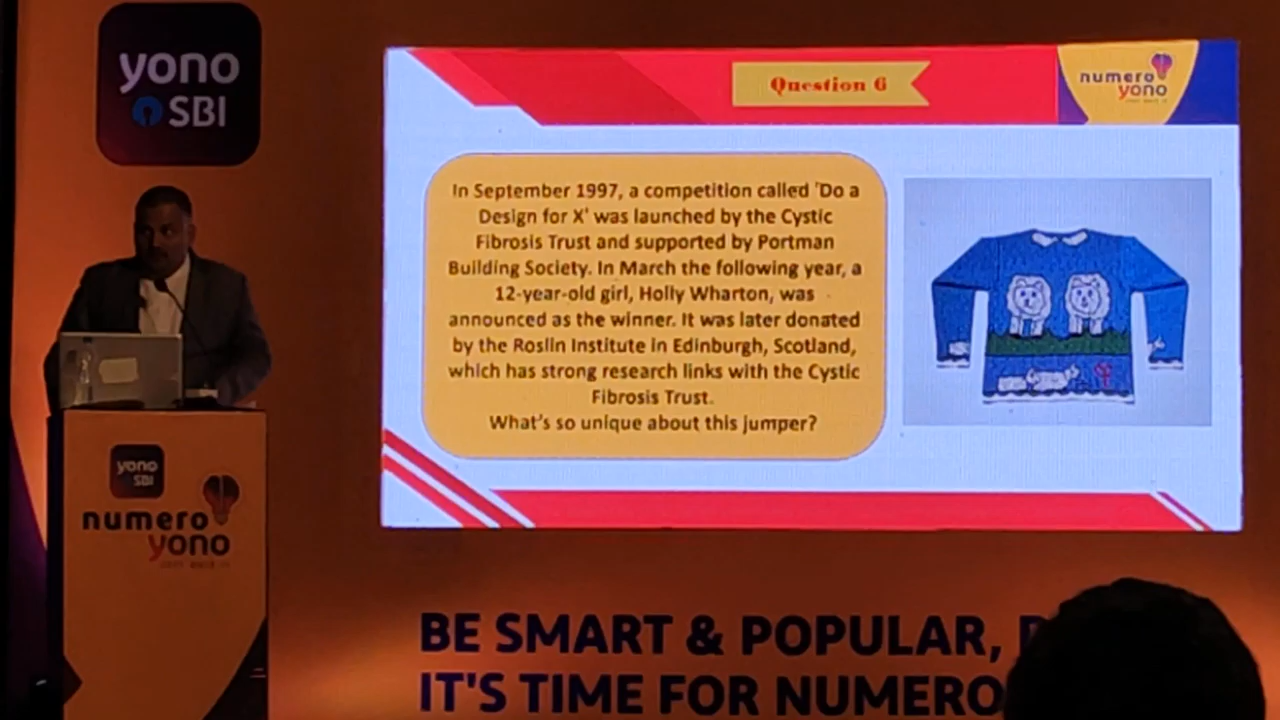 yono
SBI
Question 6
numero
yono
In September 1997, a competition called 'Do a
Design for X' was launched by the Cystic
Fibrosis Trust and supported by Portman
Building Society. In March the following year, a
12-year-old girl, Holly Wharton, was
announced as the winner. It was later donated
by the Roslin Institute in Edinburgh, Scotland,
which has strong research links with the Cystic
Fibrosis Trust.
What's so unique about this jumper?
yono
SBI
numero
yono
BE SMART & POPULAR,
IT'S TIME FOR NUMERO